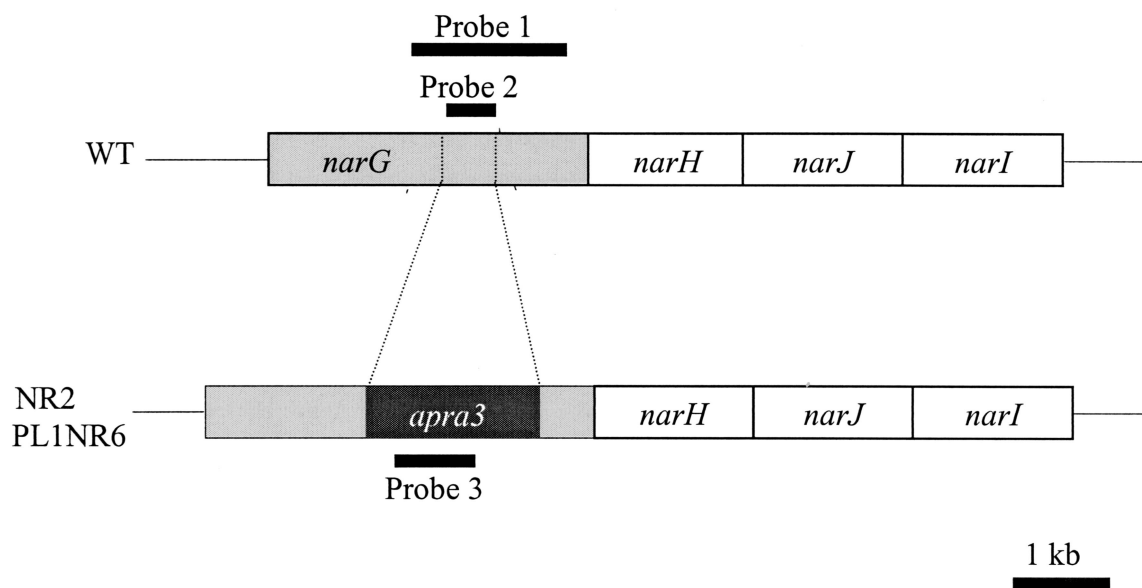 Probe 1
Probe 2
WT
narG narH narJ narI
NR2
PL1NR6
apra3 narH narJ narI
Probe 3
1 kb